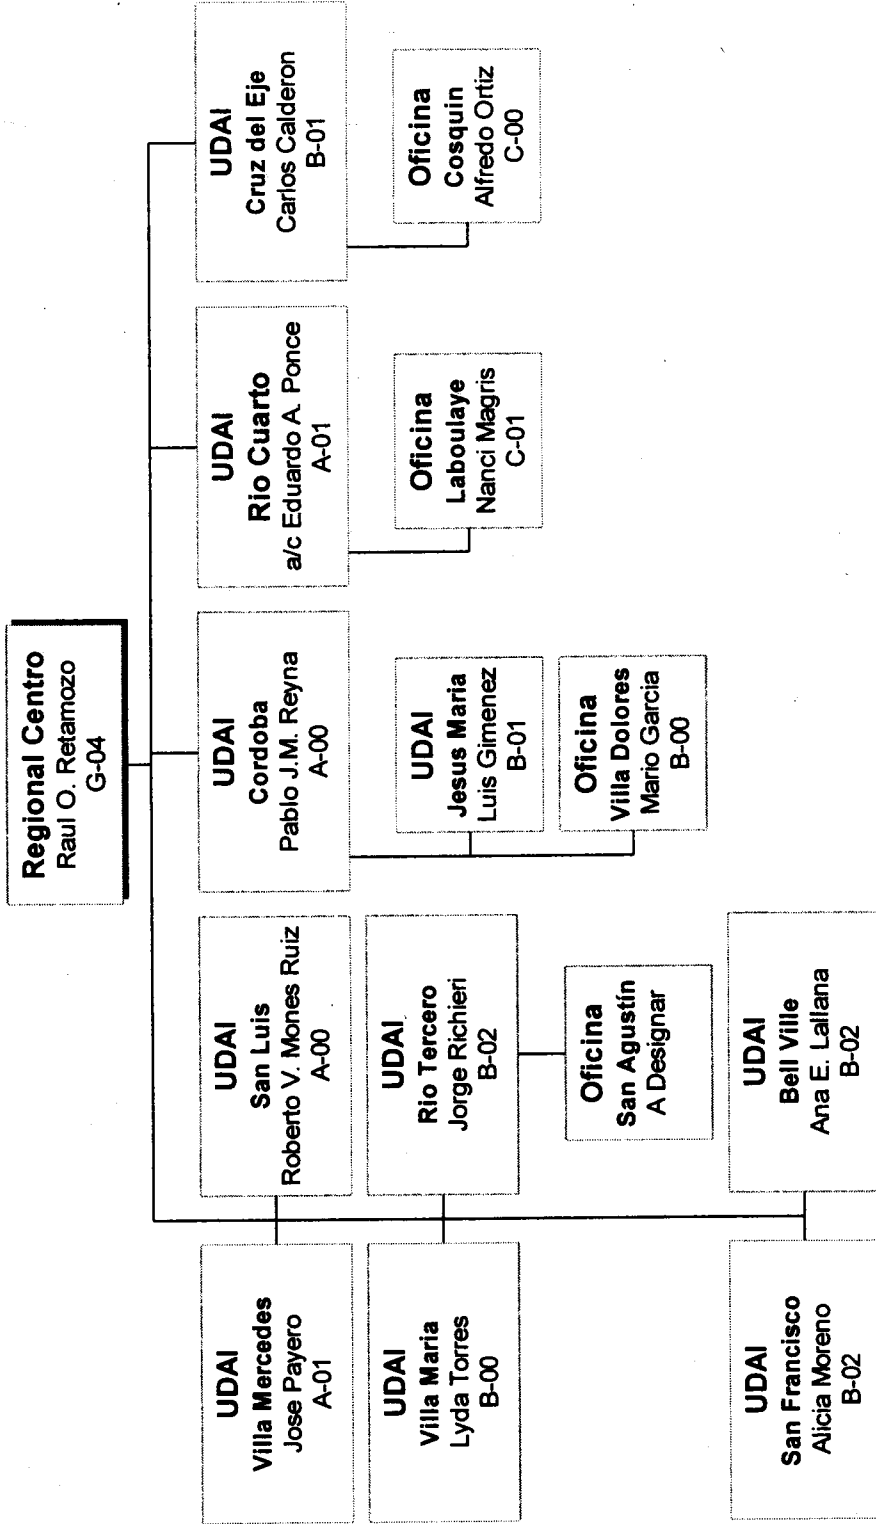 Regional Centro
Raul O. Retamozo
G-04
UDAI
Villa Mercedes
Jose Payero
A-01
UDAI
San Luis
Roberto V. Mones Ruiz
A-00
UDAI
Cordoba
Pablo J.M. Reyna
A-00
UDAI
Rio Cuarto
a/c Eduardo A. Ponce
A-01
UDAI
Cruz del Eje
Carlos Calderon
B-01
UDAI
Villa Maria
Lyda Torres
B-00
UDAI
Rio Tercero
Jorge Richieri
B-02
UDAI
Jesus Maria
Luis Gimenez
B-01
Oficina
Laboulaye
Nanci Magris
C-01
Oficina
Cosquin
Alfredo Ortiz
C-00
Oficina
San Agustín
A Designar
Oficina
Villa Dolores
Mario Garcia
B-00
UDAI
San Francisco
Alicia Moreno
B-02
UDAI
Bell Ville
Ana E. Lallana
B-02